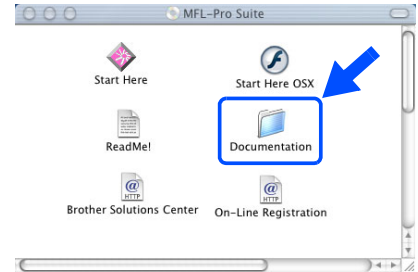 MFL-Pro Suite
Start Here
Start Here OSX
ReadMe!
Documentation
@
HTTP
@
HTTP
Brother Solutions Center
On-Line Registration